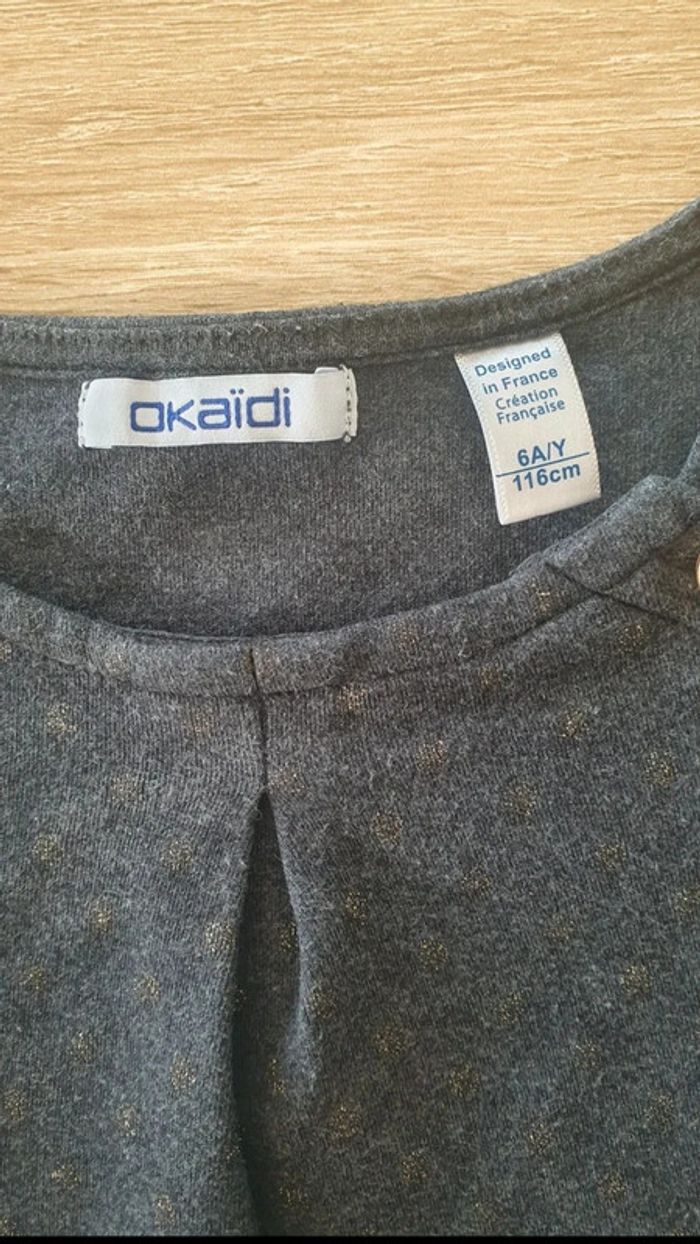 okaïdi
Designed
in France
Création
Française
6A/Y
116cm